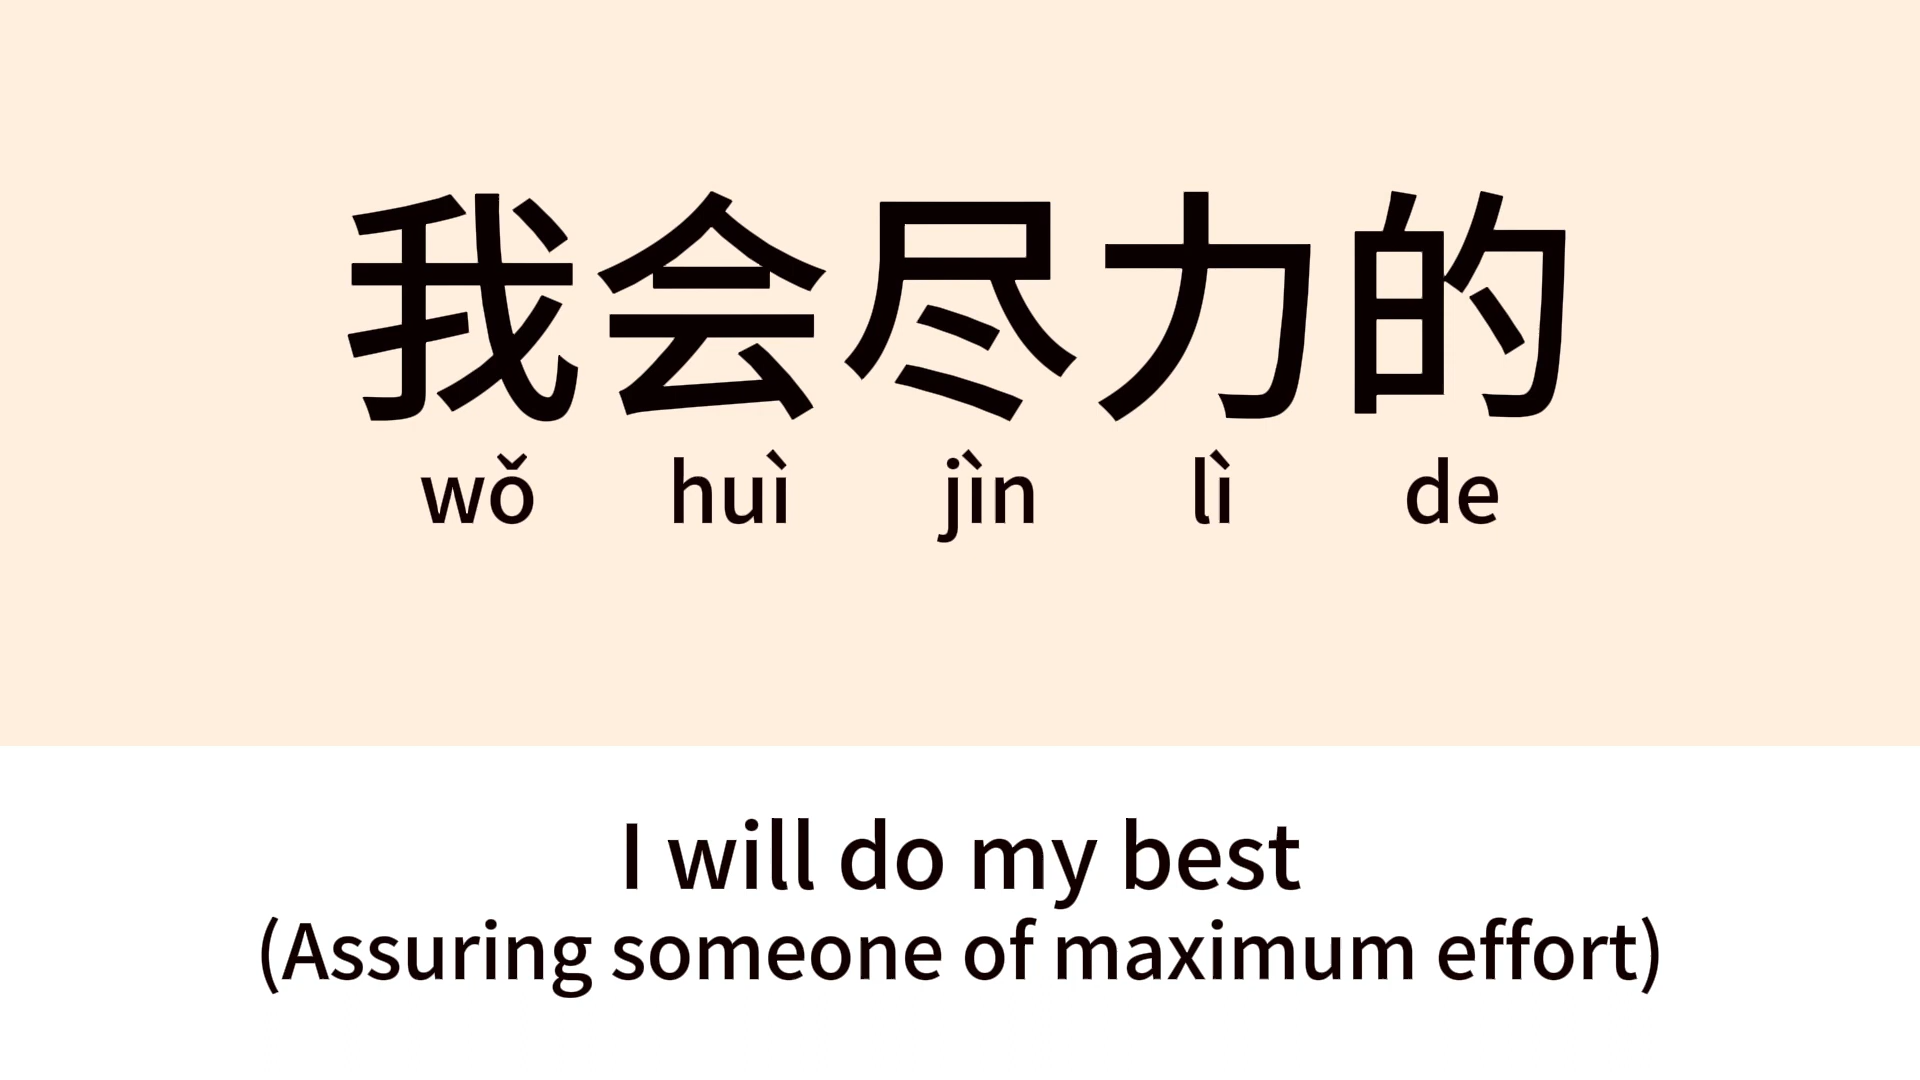 我会尽力的
wǒ huì jìn lì de
I will do my best
(Assuring someone of maximum effort)